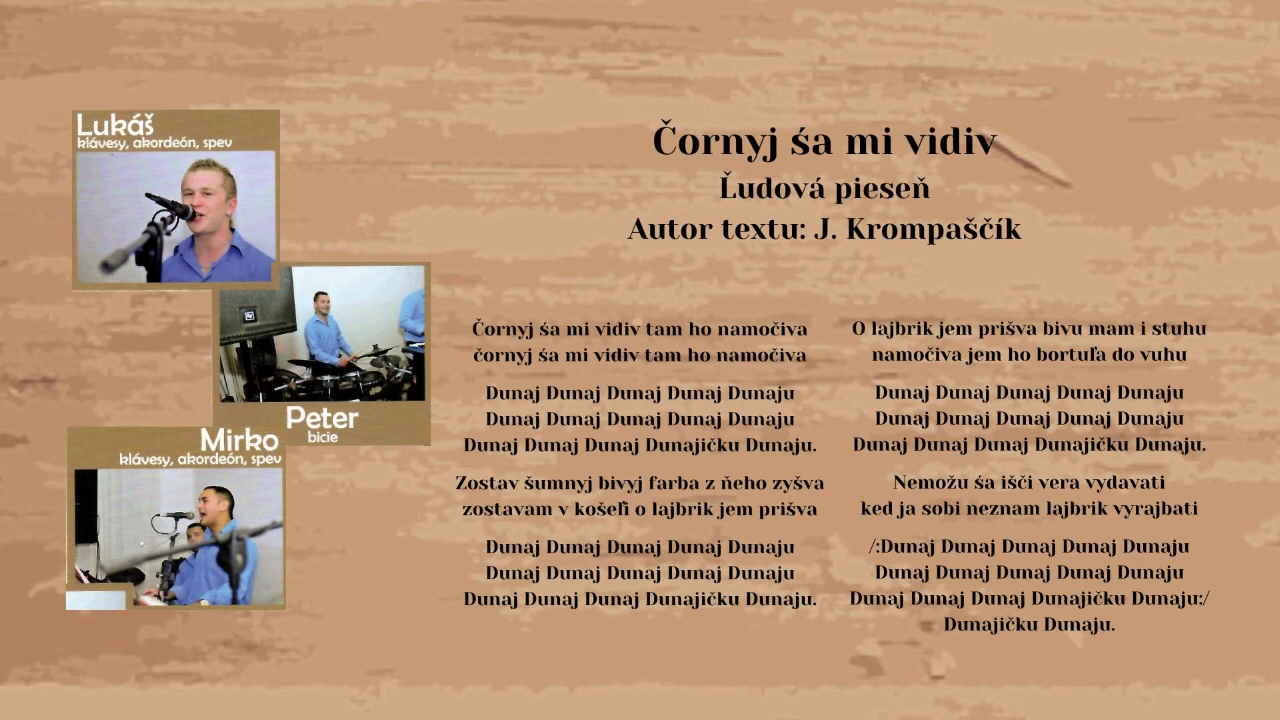 Lukáš
klávesy, akordeón, spev
Peter
bicie
Mirko
klávesy, akordeón, spev
Čornyj śa mi vidiv
Ľudová pieseň
Autor textu: J. Krompaščík
Čornyj śa mi vidiv tam ho namočiva
čornyj śa mi vidiv tam ho namočiva
Dunaj Dunaj Dunaj Dunaj Dunaju
Dunaj Dunaj Dunaj Dunaj Dunaju
Dunaj Dunaj Dunaj Dunajičku Dunaju.
Zostav šumnyj bivyj farba z ňeho zyšva
zostavam v košeľi o lajbrik jem prišva
Dunaj Dunaj Dunaj Dunaj Dunaju
Dunaj Dunaj Dunaj Dunaj Dunaju
Dunaj Dunaj Dunaj Dunajičku Dunaju.
O lajbrik jem prišva bivu mam i stuhu
namočiva jem ho bortuľa do vuhu
Dunaj Dunaj Dunaj Dunaj Dunaju
Dunaj Dunaj Dunaj Dunaj Dunaju
Dunaj Dunaj Dunaj Dunajičku Dunaju.
Nemožu śa išči vera vydavati
ked ja sobi neznam lajbrik vyrajbati
/:Dunaj Dunaj Dunaj Dunaj Dunaju
Dunaj Dunaj Dunaj Dunaj Dunaju
Dunaj Dunaj Dunaj Dunajičku Dunaju:/
Dunajičku Dunaju.